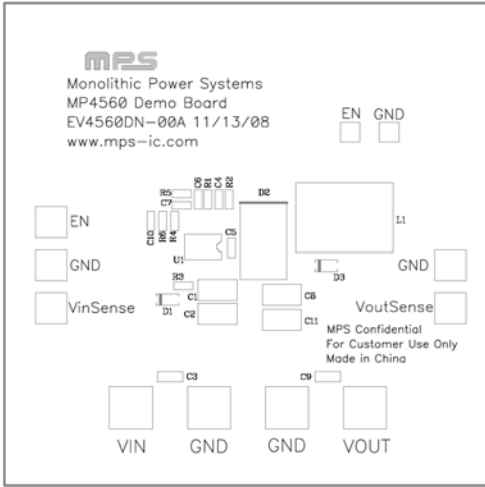 mps
Monolithic Power Systems
MP4560 Demo Board
EV4560DN-00A 11/13/08
www.mps-ic.com
EN GND
R5
C7
C6
R1
C4
R2
D2
L1
EN
C10
R6
R4
U1
C5
GND
D3
GND
R3
VinSense
D1
C1
C2
C8
C11
VoutSense
MPS Confidential
For Customer Use Only
Made in China
C3
C9
VIN GND GND VOUT